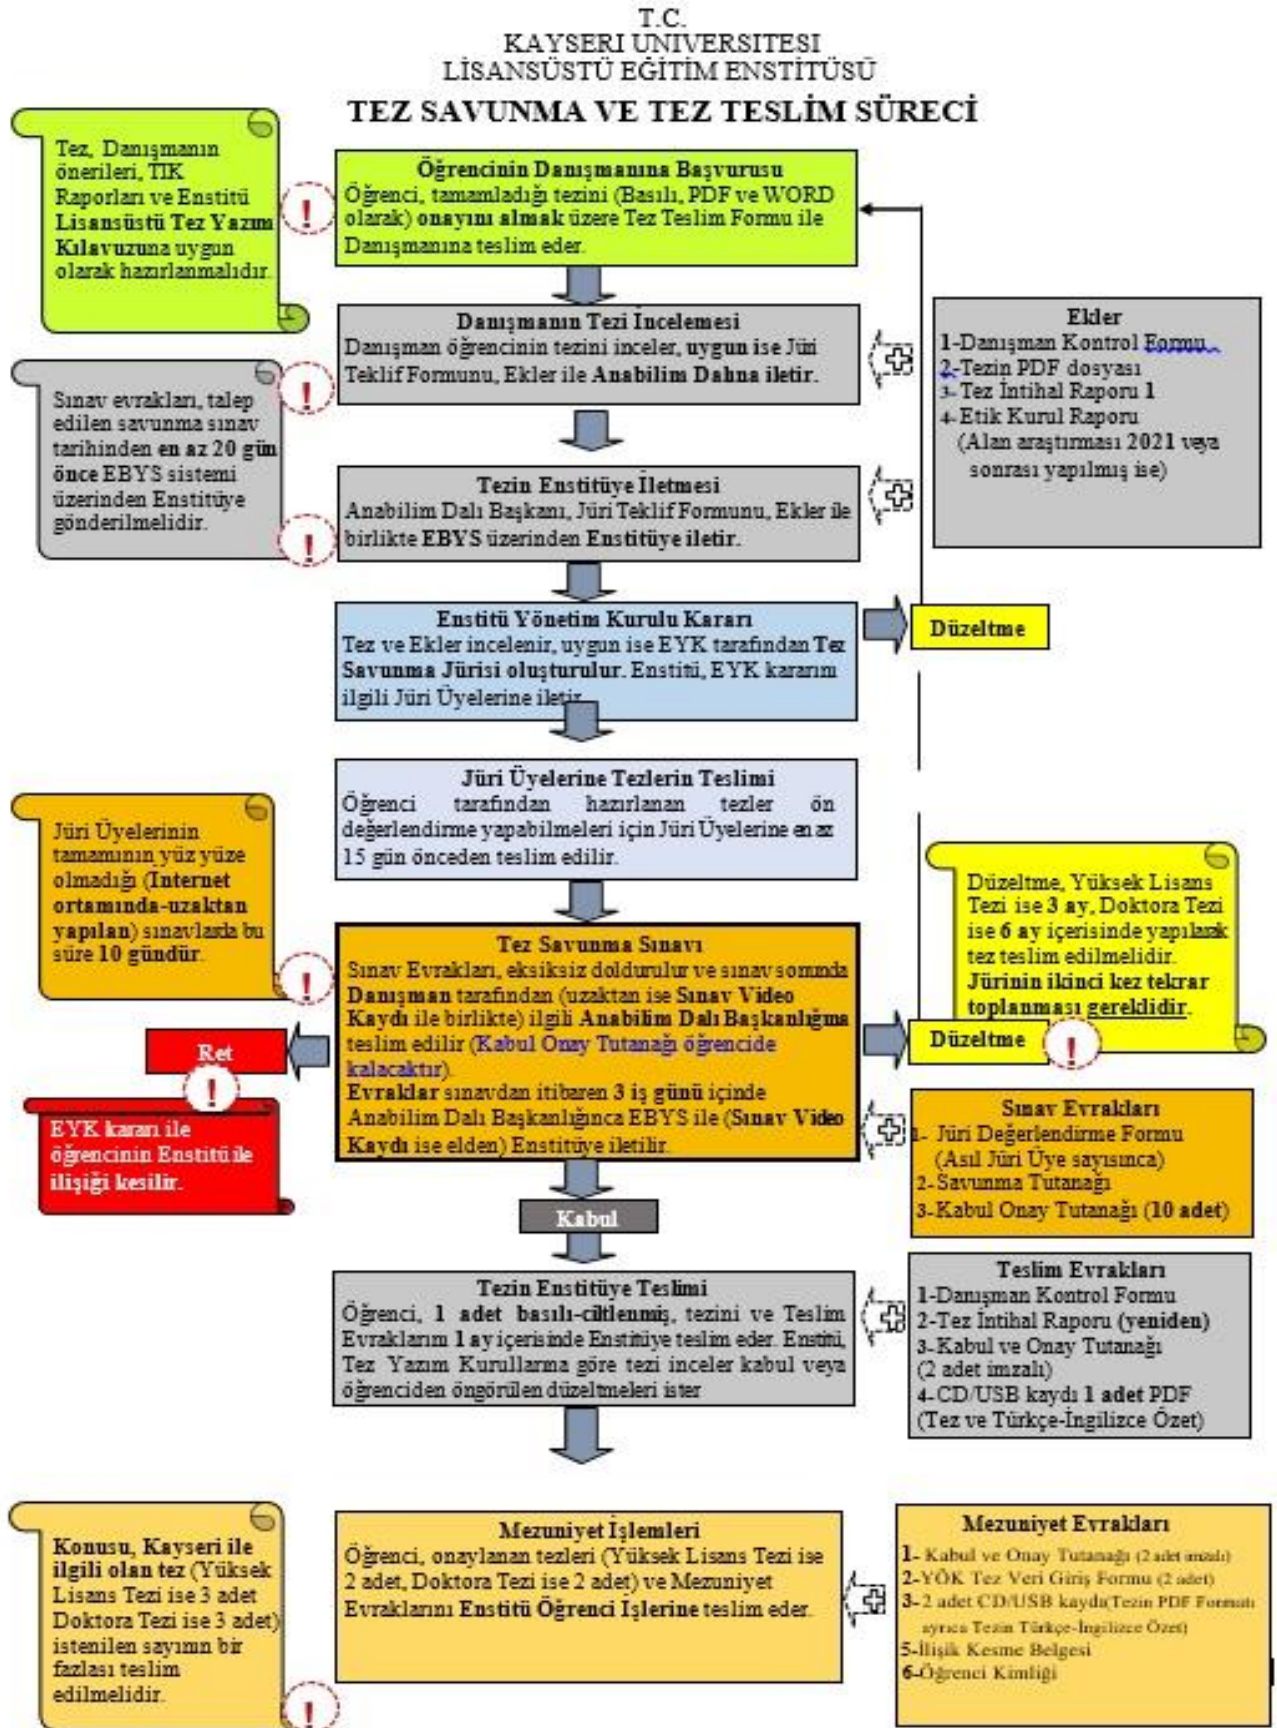 T.C.
KAYSERI UNIVERSITESI
LİSANSÜSTÜ EĞİTİM ENSTİTÜSÜ
TEZ SAVUNMA VE TEZ TESLİM SÜRECİ
Tez, Danışmanın
önerileri, TIK
Raporları ve Enstitü
Lisansüstü Tez Yazım
Kılavuzuna uygun
olarak hazırlanmalıdır.
!
Öğrencinin Danışmanına Başvurusu
Öğrenci, tamamladığı tezini (Basılı, PDF ve WORD
olarak) onayını almak üzere Tez Teslim Formu ile
Danışmanına teslim eder.
Danışmanın Tezi İncelemesi
Danışman öğrencinin tezini inceler, uygun ise Jüri
Teklif Formunu, Ekler ile Anabilim Dalına iletir.
Ekler
1-Danışman Kontrol Formu
2-Tezin PDF dosyası
3- Tez İntihal Raporu 1
4- Etik Kurul Raporu
(Alan araştırması 2021 veya
sonrası yapılmış ise)
Sınav evrakları, talep
edilen savunma sınav
tarihinden en az 20 gün
önce EBYS sistemi
üzerinden Enstitüye
gönderilmelidir.
!
!
Tezin Enstitüye İletmesi
Anabilim Dalı Başkanı, Jüri Teklif Formunu, Ekler ile
birlikte EBYS üzerinden Enstitüye iletir.
Enstitü Yönetim Kurulu Kararı
Tez ve Ekler incelenir, uygun ise EYK tarafından Tez
Savunma Jürisi oluşturulur. Enstitü, EYK kararım
ilgili Jüri Üyelerine iletir.
Düzeltme
Jüri Üyelerine Tezlerin Teslimi
Öğrenci tarafından hazırlanan tezler ön
değerlendirme yapabilmeleri için Jüri Üyelerine en az
15 gün önceden teslim edilir.
Jüri Üyelerinin
tamamının yüz yüze
olmadığı (İnternet
ortamında-uzaktan
yapılan) sınavlarda bu
süre 10 gündür.
!
Düzeltme, Yüksek Lisans
Tezi ise 3 ay, Doktora Tezi
ise 6 ay içerisinde yapılarak
tez teslim edilmelidir.
Jürinin ikinci kez tekrar
toplanması gereklidir.
Tez Savunma Sınavı
Sınav Evrakları, eksiksiz doldurulur ve sınav sonunda
Danışman tarafından (uzaktan ise Sınav Video
Kaydı ile birlikte) ilgili Anabilim Dalı Başkanlığına
teslim edilir (Kabul Onay Tutanağı öğrencide
kalacaktır).
Evraklar sınavdan itibaren 3 iş günü içinde
Anabilim Dalı Başkanlığınca EBYS ile (Sınav Video
Kaydı ise elden) Enstitüye iletilir.
Düzeltme
!
Ret
!
EYK kararı ile
öğrencinin Enstitü ile
ilişiği kesilir.
Sınav Evrakları
1- Jüri Değerlendirme Formu
(Asıl Jüri Üye sayısınca)
2-Savunma Tutanağı
3-Kabul Onay Tutanağı (10 adet)
Kabul
Tezin Enstitüye Teslimi
Öğrenci, 1 adet basılı-ciltlenmiş, tezini ve Teslim
Evraklarım 1 ay içerisinde Enstitüye teslim eder. Enstitü,
Tez Yazım Kurullarına göre tezi inceler kabul veya
öğrenciden öngörülen düzeltmeleri ister
Teslim Evrakları
1-Danışman Kontrol Formu
2-Tez İntihal Raporu (yeniden)
3-Kabul ve Onay Tutanağı
(2 adet imzalı)
4-CD/USB kaydı 1 adet PDF
(Tez ve Türkçe-İngilizce Özet)
Konusu, Kayseri ile
ilgili olan tez (Yüksek
Lisans Tezi ise 3 adet
Doktora Tezi ise 3 adet)
istenilen sayının bir
fazlası teslim
edilmelidir.
!
Mezuniyet İşlemleri
Öğrenci, onaylanan tezleri (Yüksek Lisans Tezi ise
2 adet, Doktora Tezi ise 2 adet) ve Mezuniyet
Evraklarını Enstitü Öğrenci İşlerine teslim eder.
Mezuniyet Evrakları
1- Kabul ve Onay Tutanağı (2 adet imzalı)
2-YÖK Tez Veri Giriş Formu (2 adet)
3-2 adet CD/USB kaydı(Tezin PDF Formatı
ayrıca Tezin Türkçe-İngilizce Özet)
5-İlişik Kesme Belgesi
6-Öğrenci Kimliği